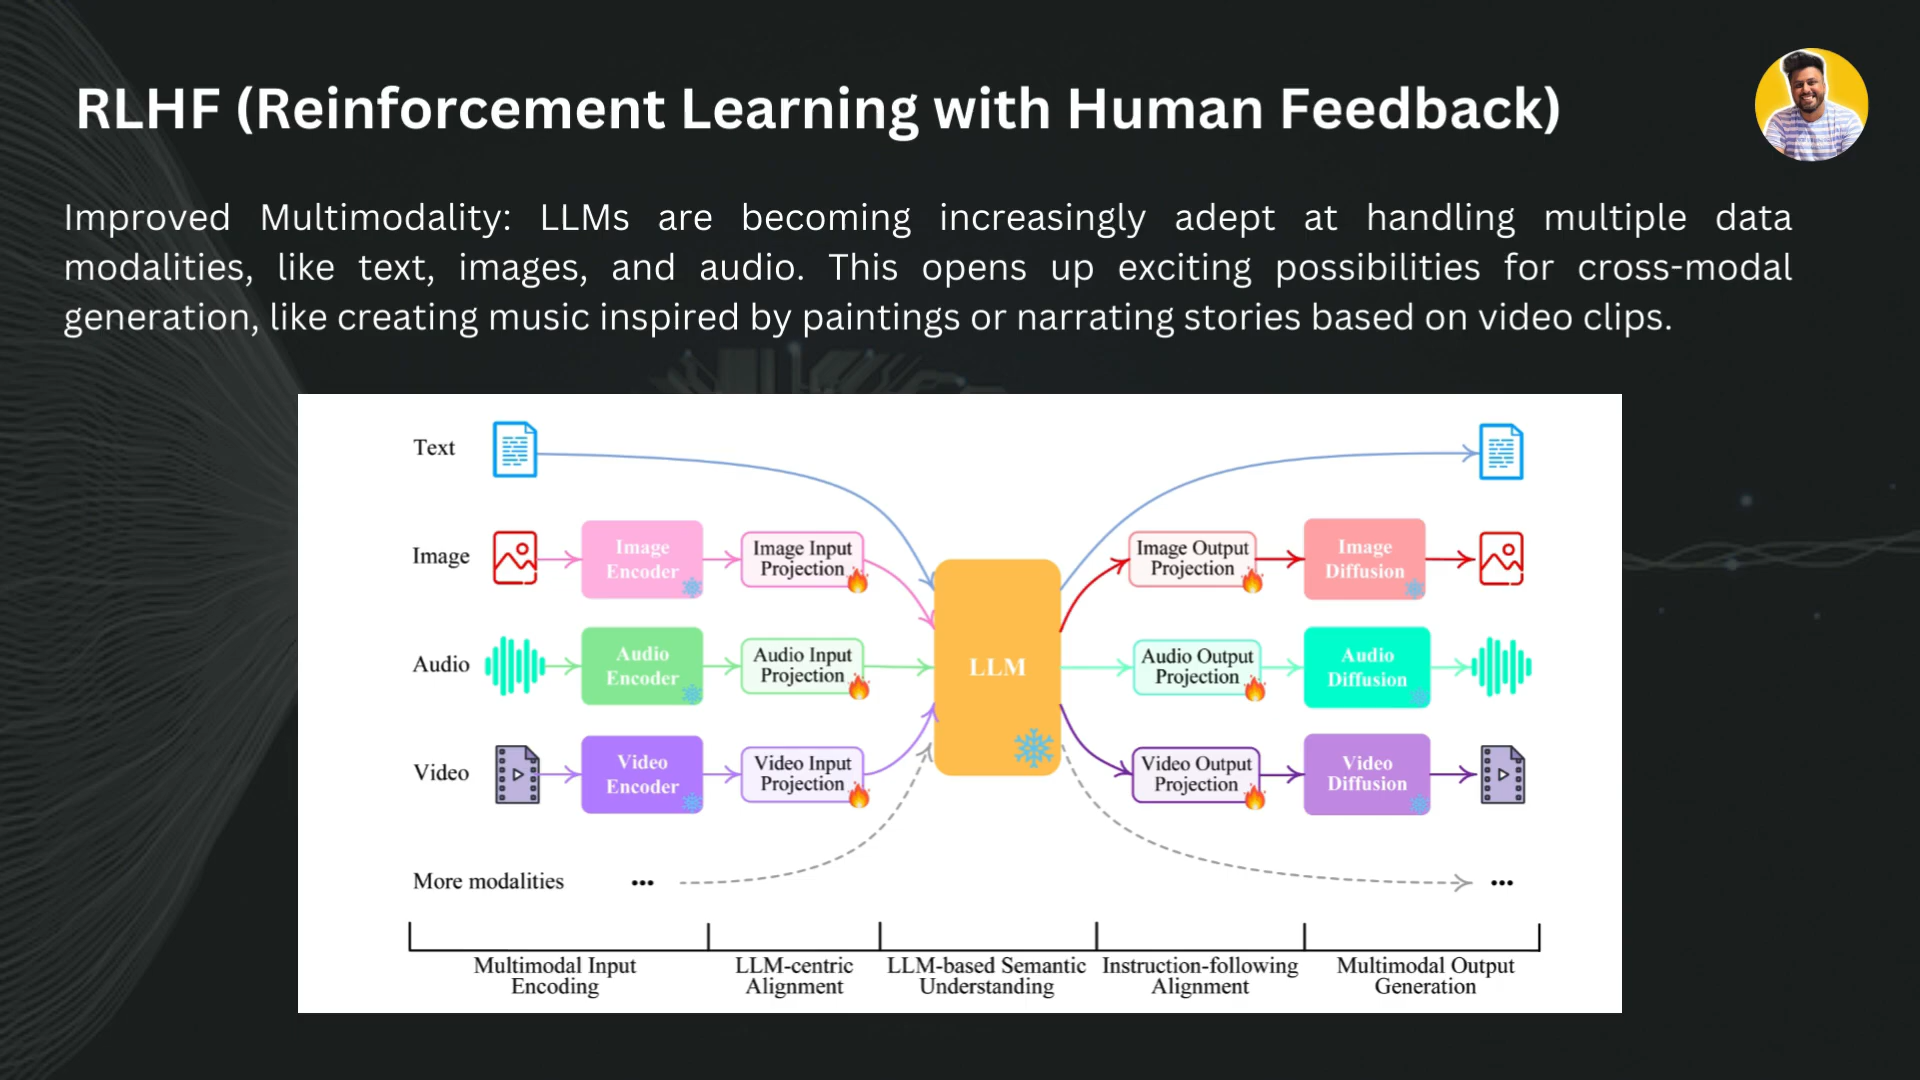 RLHF (Reinforcement Learning with Human Feedback)
Improved Multimodality: LLMs are becoming increasingly adept at handling multiple data
modalities, like text, images, and audio. This opens up exciting possibilities for cross-modal
generation, like creating music inspired by paintings or narrating stories based on video clips.
Text
Image
Image
Encoder
Image Input
Projection
Image Output
Projection
Image
Diffusion
Audio
Audio
Encoder
Audio Input
Projection
LLM
Audio Output
Projection
Audio
Diffusion
Video
Video
Encoder
Video Input
Projection
Video Output
Projection
Video
Diffusion
More modalities
...
...
Multimodal Input
Encoding
LLM-centric
Alignment
LLM-based Semantic
Understanding
Instruction-following
Alignment
Multimodal Output
Generation